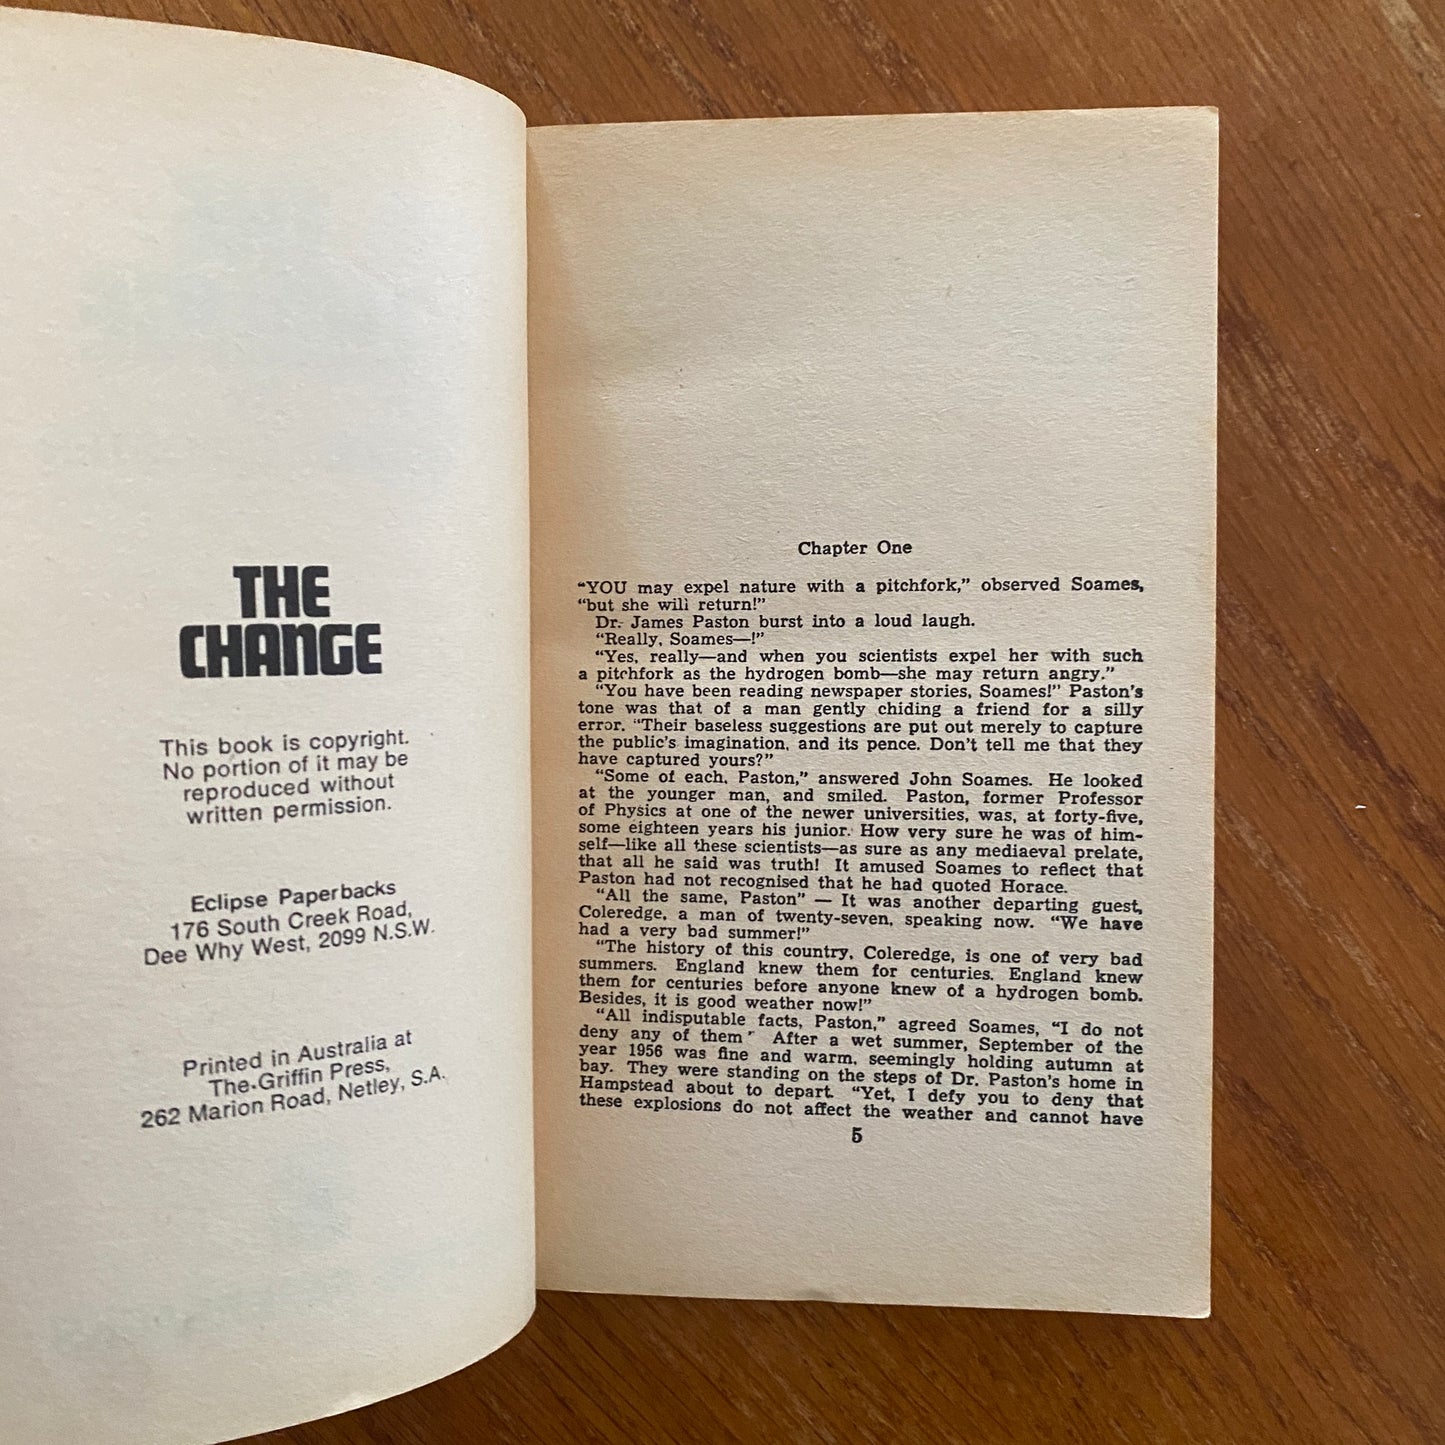 THE
CHANGE
This book is copyright.
No portion of it may be
reproduced without
written permission.
Eclipse Paperbacks
176 South Creek Road,
Dee Why West, 2099 N.S.W.
Printed in Australia at
The Griffin Press,
262 Marion Road, Netley, S.A.
Chapter One
“YOU may expel nature with a pitchfork,” observed Soames,
“but she will return!”
Dr. James Paston burst into a loud laugh.
“Really, Soames—!”
“Yes, really—and when you scientists expel her with such
a pitchfork as the hydrogen bomb—she may return angry.”
“You have been reading newspaper stories, Soames!” Paston’s
tone was that of a man gently chiding a friend for a silly
error. “Their baseless suggestions are put out merely to capture
the public’s imagination, and its pence. Don’t tell me that they
have captured yours?”
“Some of each, Paston,” answered John Soames. He looked
at the younger man, and smiled. Paston, former Professor
of Physics at one of the newer universities, was, at forty-five,
some eighteen years his junior. How very sure he was of him-
self—like all these scientists—as sure as any mediaeval prelate,
that all he said was truth! It amused Soames to reflect that
Paston had not recognised that he had quoted Horace.
“All the same, Paston” — It was another departing guest,
Coleredge, a man of twenty-seven, speaking now. “We have
had a very bad summer!”
“The history of this country, Coleredge, is one of very bad
summers. England knew them for centuries. England knew
them for centuries before anyone knew of a hydrogen bomb.
Besides, it is good weather now!”
“All indisputable facts, Paston,” agreed Soames, “I do not
deny any of them” After a wet summer, September of the
year 1956 was fine and warm, seemingly holding autumn at
bay. They were standing on the steps of Dr. Paston’s home in
Hampstead about to depart. “Yet, I defy you to deny that
these explosions do not affect the weather and cannot have
5